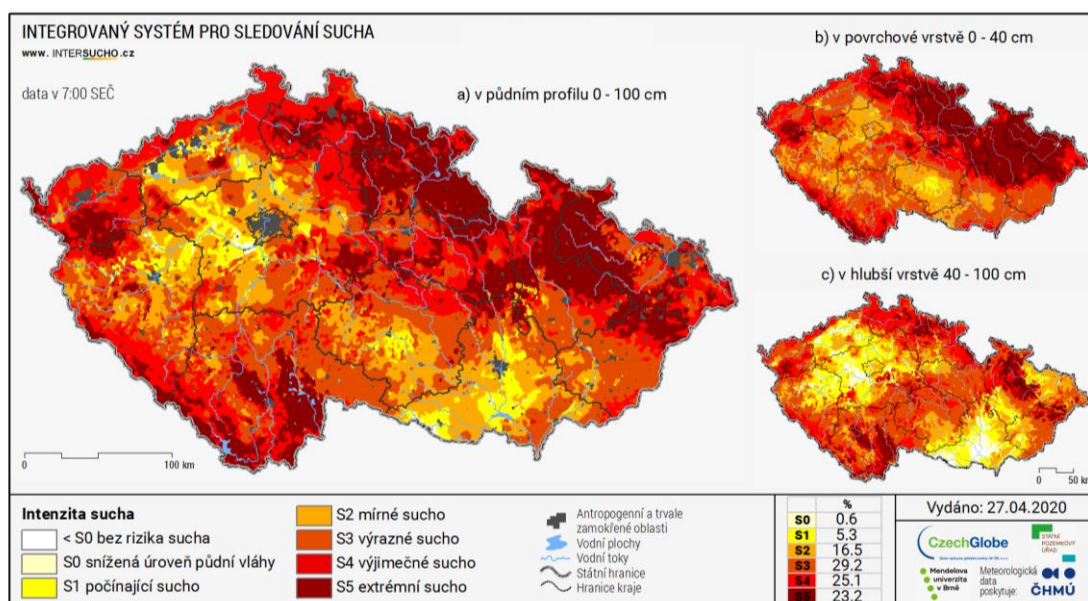 INTEGROVANÝ SYSTÉM PRO SLEDOVÁNÍ SUCHA
www. INTERSUCHO.cz
data v 7:00 SEČ
a) v půdním profilu 0 - 100 cm
b) v povrchové vrstvě 0 - 40 cm
c) v hlubší vrstvě 40 - 100 cm
0 100 km
0 50 km
Intenzita sucha
< S0 bez rizika sucha
S0 snížená úroveň půdní vláhy
S1 počínající sucho
S2 mírné sucho
S3 výrazné sucho
S4 výjimečné sucho
S5 extrémní sucho
Antropogenní a trvale
zamokřené oblasti
Vodní plochy
Vodní toky
Státní hranice
Hranice kraje
%
S0 0.6
S1 5.3
S2 16.5
S3 29.2
S4 25.1
S5 23.2
Vydáno: 27.04.2020
CzechGlobe
STÁTNÍ
POZEMKOVÝ
ÚŘAD
Mendelova
univerzita
v Brně
Meteorologická
data
poskytuje:
ČHMÚ